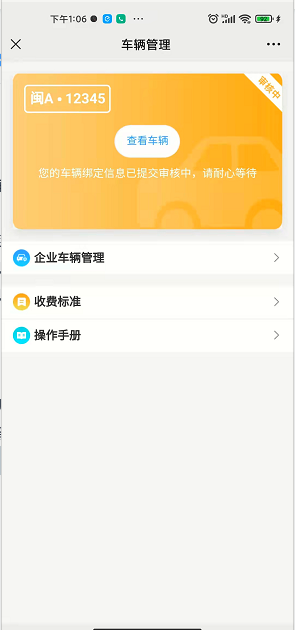 下午1:06
车辆管理
审核中
闽A • 12345
查看车辆
您的车辆绑定信息已提交审核中，请耐心等待
企业车辆管理
收费标准
操作手册